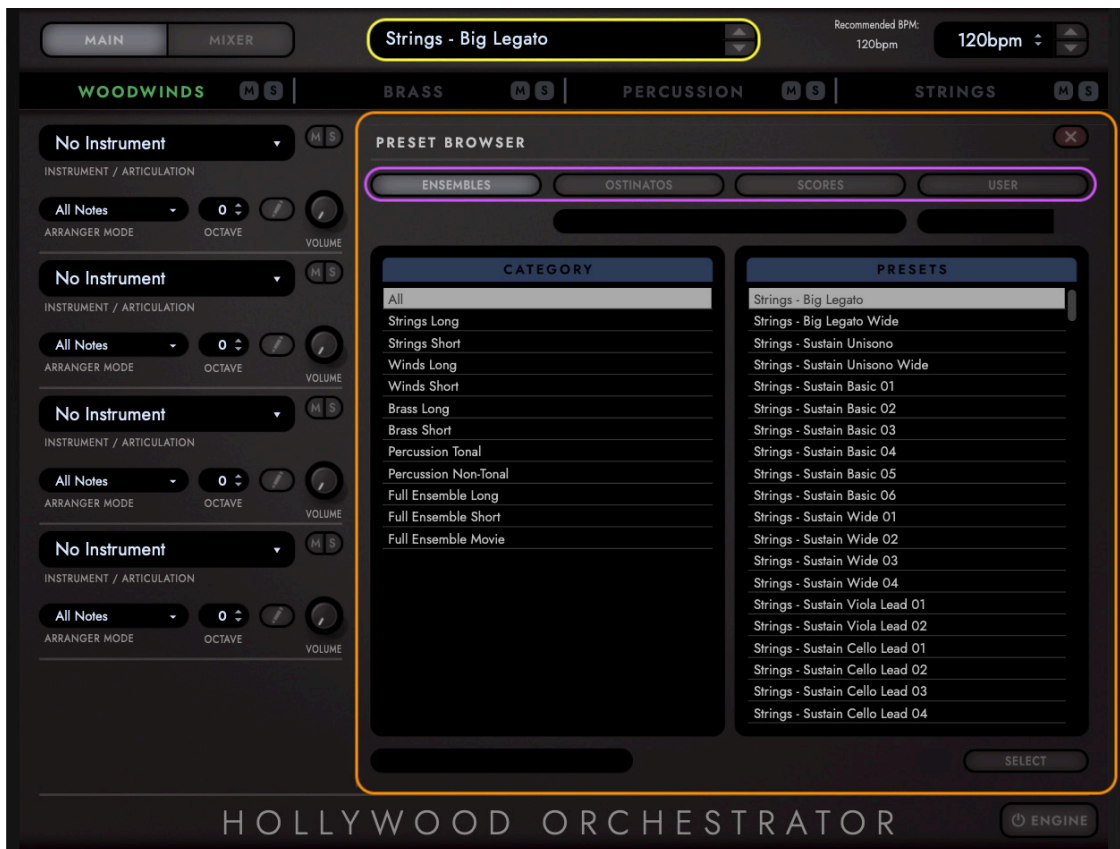 MAIN MIXER
Strings - Big Legato
Recommended BPM:
120bpm
120bpm
WOODWINDS M S
BRASS M S
PERCUSSION M S
STRINGS M S
No Instrument M S
INSTRUMENT / ARTICULATION
All Notes 0
ARRANGER MODE OCTAVE VOLUME
No Instrument M S
INSTRUMENT / ARTICULATION
All Notes 0
ARRANGER MODE OCTAVE VOLUME
No Instrument M S
INSTRUMENT / ARTICULATION
All Notes 0
ARRANGER MODE OCTAVE VOLUME
No Instrument M S
INSTRUMENT / ARTICULATION
All Notes 0
ARRANGER MODE OCTAVE VOLUME
PRESET BROWSER X
ENSEMBLES OSTINATOS SCORES USER
CATEGORY
All
Strings Long
Strings Short
Winds Long
Winds Short
Brass Long
Brass Short
Percussion Tonal
Percussion Non-Tonal
Full Ensemble Long
Full Ensemble Short
Full Ensemble Movie
PRESETS
Strings - Big Legato
Strings - Big Legato Wide
Strings - Sustain Unisono
Strings - Sustain Unisono Wide
Strings - Sustain Basic 01
Strings - Sustain Basic 02
Strings - Sustain Basic 03
Strings - Sustain Basic 04
Strings - Sustain Basic 05
Strings - Sustain Basic 06
Strings - Sustain Wide 01
Strings - Sustain Wide 02
Strings - Sustain Wide 03
Strings - Sustain Wide 04
Strings - Sustain Viola Lead 01
Strings - Sustain Viola Lead 02
Strings - Sustain Cello Lead 01
Strings - Sustain Cello Lead 02
Strings - Sustain Cello Lead 03
Strings - Sustain Cello Lead 04
SELECT
HOLLYWOOD ORCHESTRATOR
ENGINE